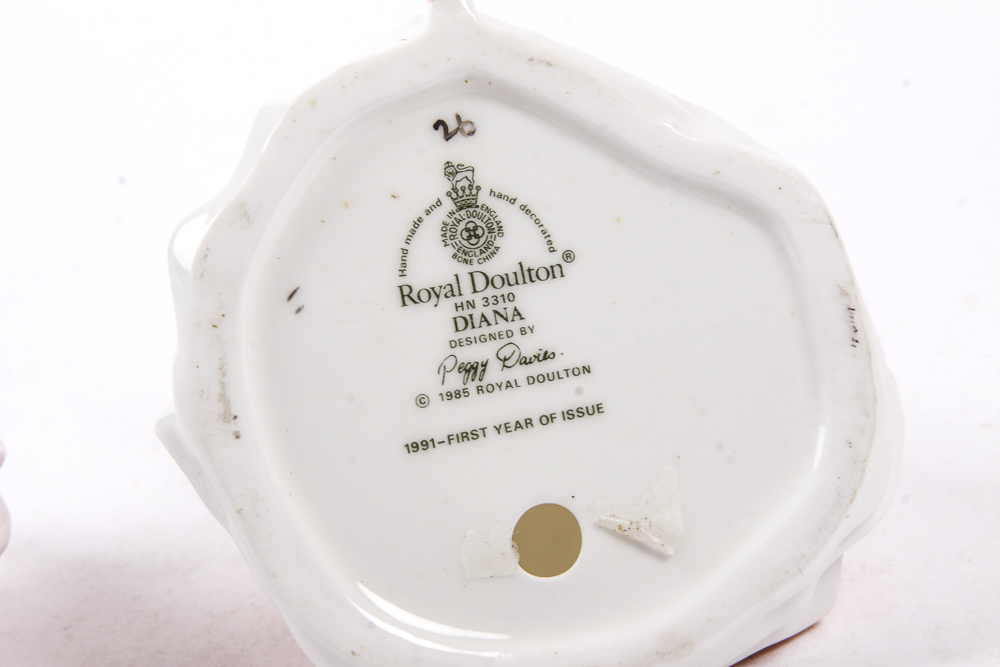 26
Hand made and hand decorated
MADE IN ENGLAND
ROYAL-DOULTON
ENGLAND
BONE CHINA
Royal Doulton®
HN 3310
DIANA
DESIGNED BY
Peggy Davies.
© 1985 ROYAL DOULTON
1991-FIRST YEAR OF ISSUE